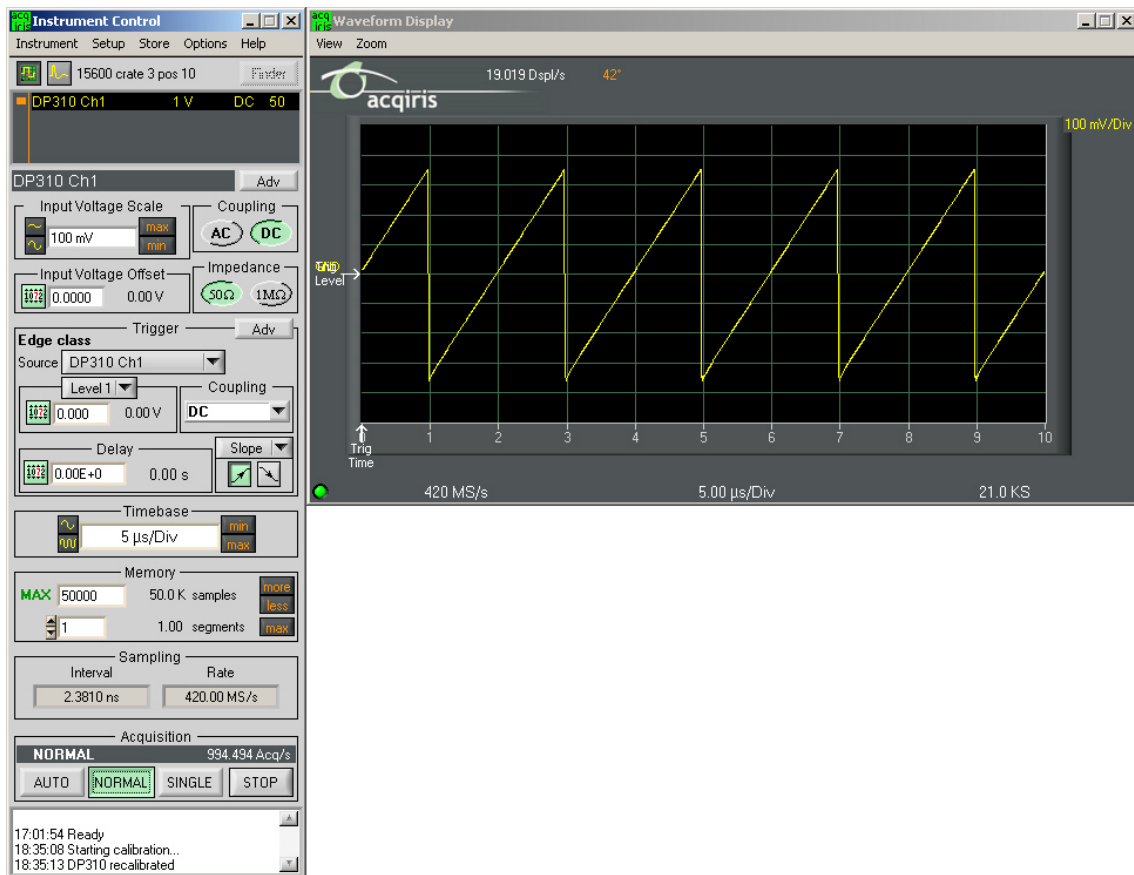 Instrument Control
Instrument Setup Store Options Help
15600 crate 3 pos 10 Finder
DP310 Ch1 1 V DC 50
DP310 Ch1 Adv
Input Voltage Scale Coupling
100 mV max min AC DC
Input Voltage Offset Impedance
0.0000 0.00 V 50Ω 1MΩ
Trigger Adv
Edge class
Source DP310 Ch1
Level 1 Coupling
0.000 0.00 V DC
Delay Slope
0.00E+0 0.00 s
Timebase
5 µs/Div min max
Memory
MAX 50000 50.0 K samples more less
1 1.00 segments max
Sampling
Interval Rate
2.3810 ns 420.00 MS/s
Acquisition
NORMAL 994.494 Acq/s
AUTO NORMAL SINGLE STOP
17:01:54 Ready
18:35:08 Starting calibration...
18:35:13 DP310 recalibrated
acq iris Waveform Display
View Zoom
19.019 Dspl/s 42°
acqiris
100 mV/Div
Level
1 2 3 4 5 6 7 8 9 10
Trig
Time
420 MS/s 5.00 µs/Div 21.0 KS